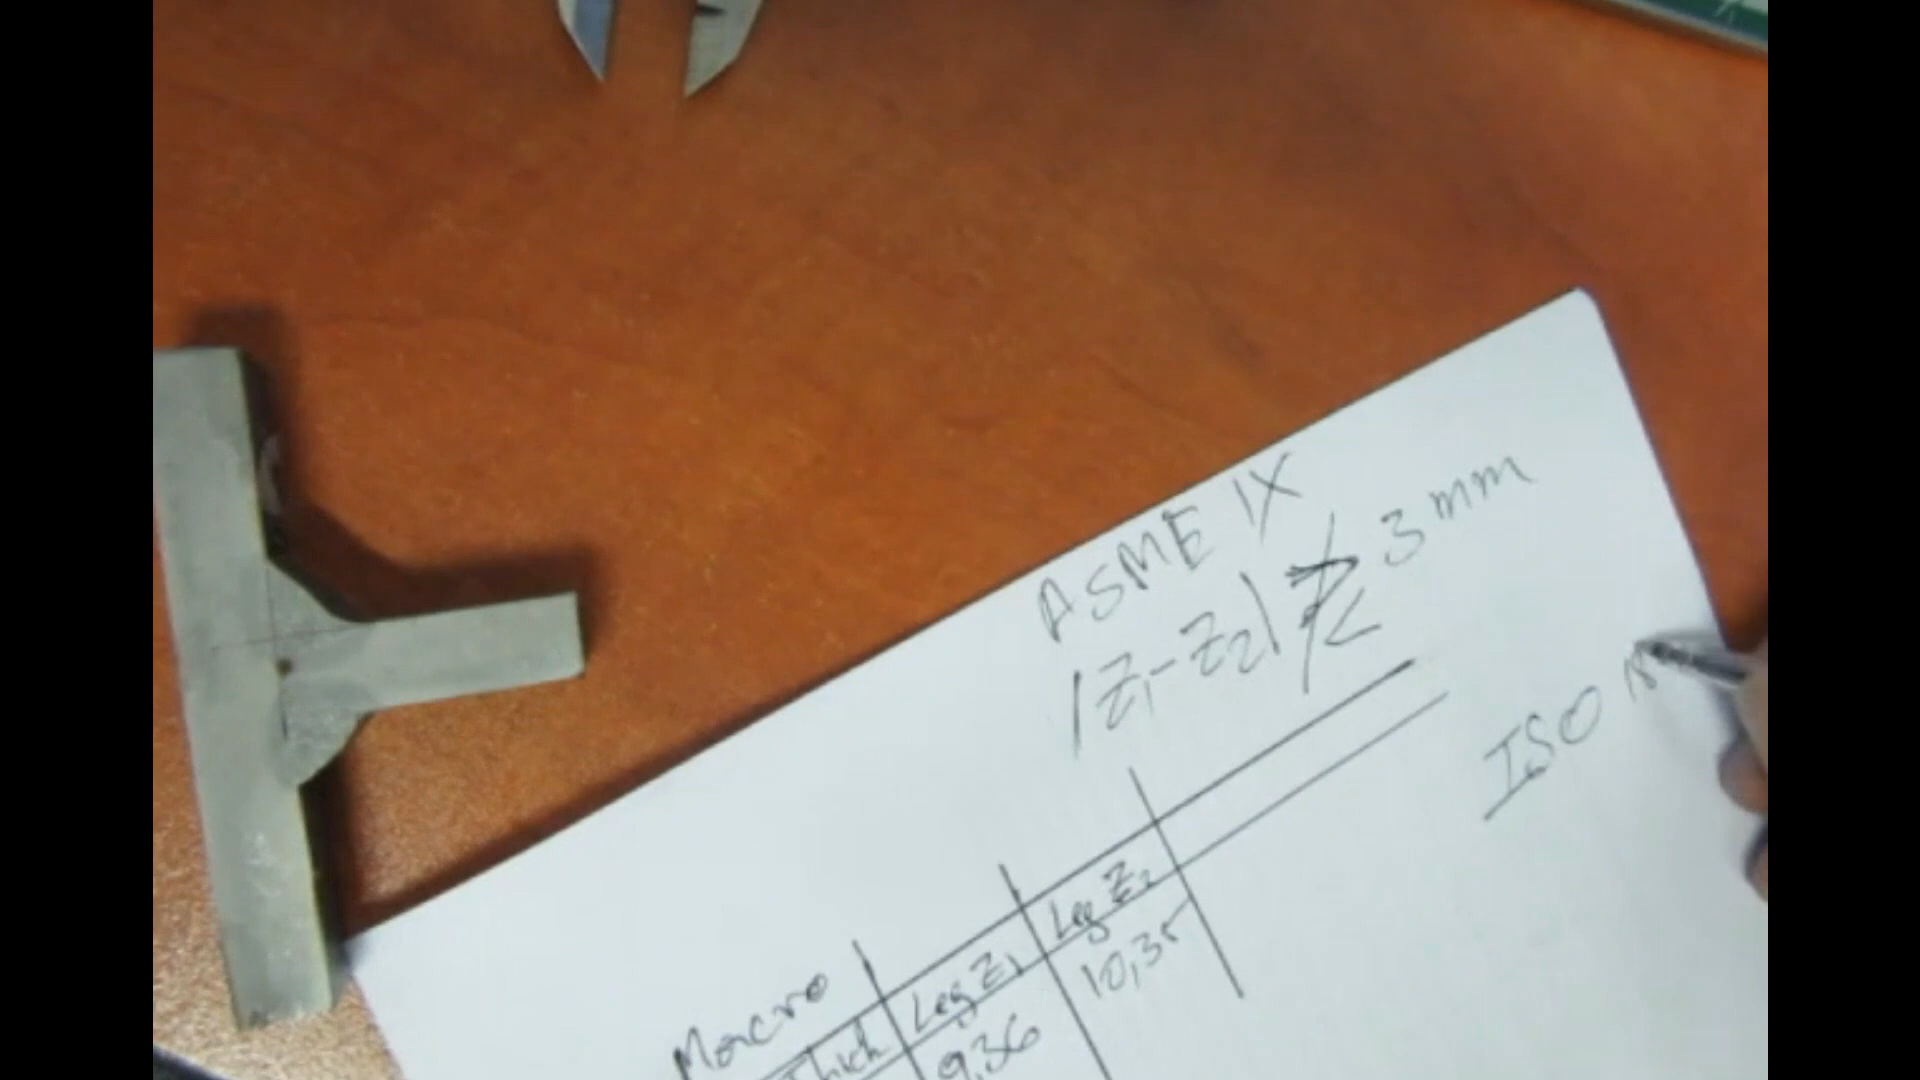 ASME IX
|Z1-Z2| ≤ 3 mm
ISO
Macro
Thick Leg Z1 Leg Z2
9,36 10,35